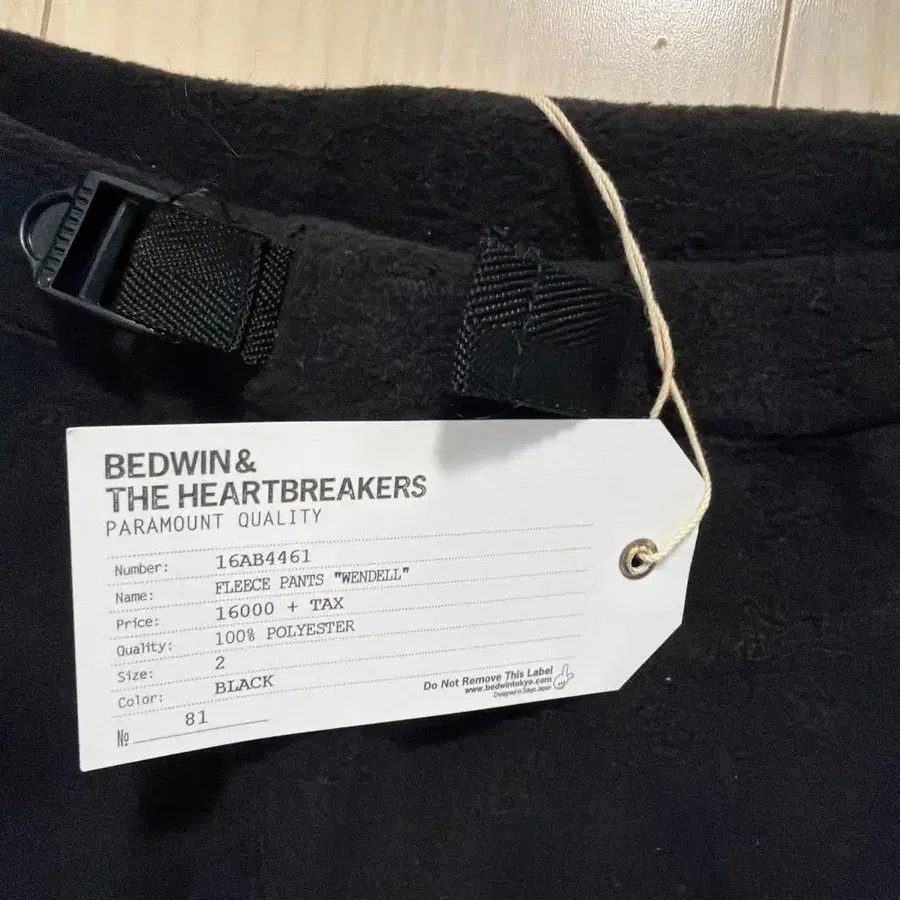 BEDWIN&
THE HEARTBREAKERS
PARAMOUNT QUALITY
Number: 16AB4461
Name: FLEECE PANTS "WENDELL"
Price: 16000 + TAX
Quality: 100% POLYESTER
Size: 2
Color: BLACK
№ 81
Do Not Remove This Label
www.bedwintokyo.com
Designed in Tokyo Japan